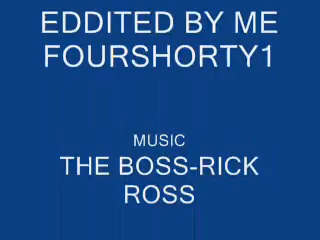 EDDITED BY ME
FOURSHORTY1
MUSIC
THE BOSS-RICK
ROSS